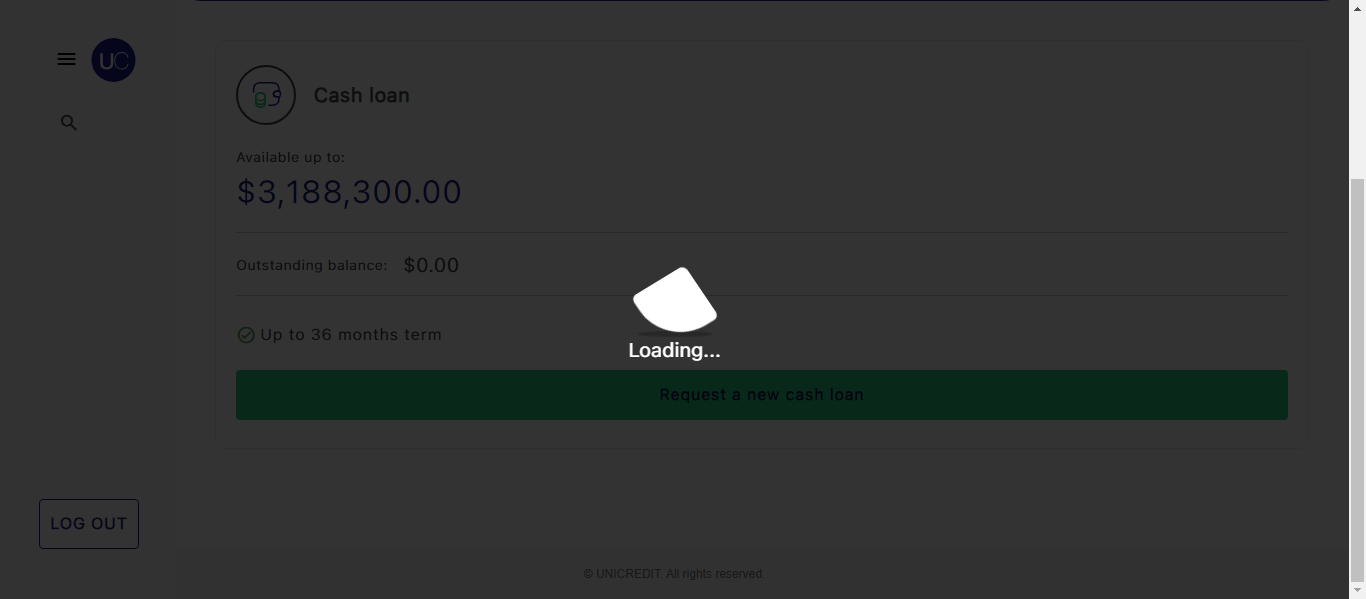 UC
Cash loan
Available up to:
$3,188,300.00
Outstanding balance: $0.00
Up to 36 months term
Loading...
Request a new cash loan
LOG OUT
© UNICREDIT. All rights reserved.